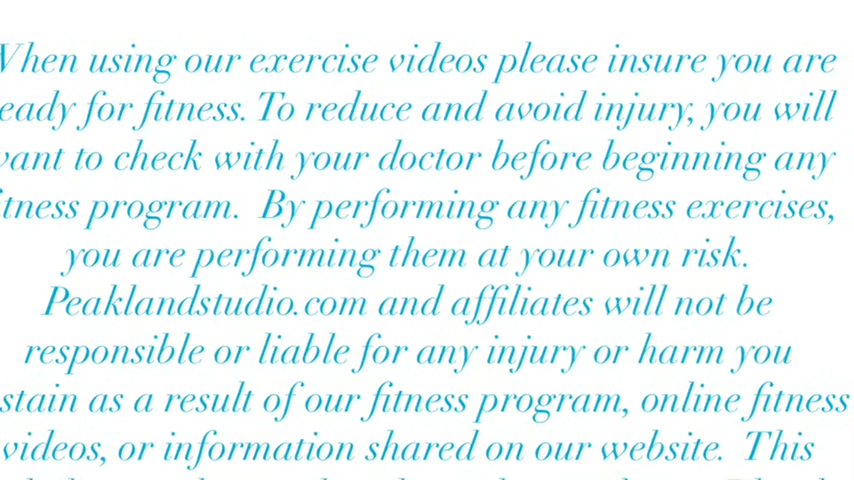 When using our exercise videos please insure you are
eady for fitness. To reduce and avoid injury, you will
vant to check with your doctor before beginning any
itness program. By performing any fitness exercises,
you are performing them at your own risk.
Peaklandstudio.com and affiliates will not be
responsible or liable for any injury or harm you
stain as a result of our fitness program, online fitness
videos, or information shared on our website. This